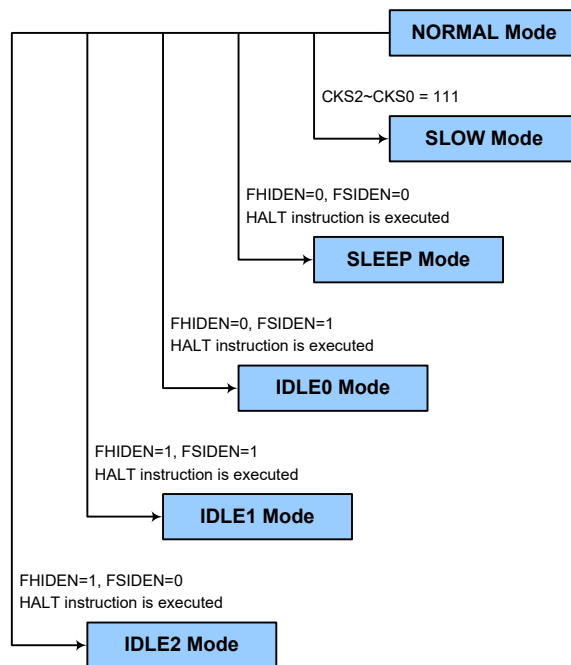 NORMAL Mode
CKS2~CKS0 = 111
SLOW Mode
FHIDEN=0, FSIDEN=0
HALT instruction is executed
SLEEP Mode
FHIDEN=0, FSIDEN=1
HALT instruction is executed
IDLE0 Mode
FHIDEN=1, FSIDEN=1
HALT instruction is executed
IDLE1 Mode
FHIDEN=1, FSIDEN=0
HALT instruction is executed
IDLE2 Mode